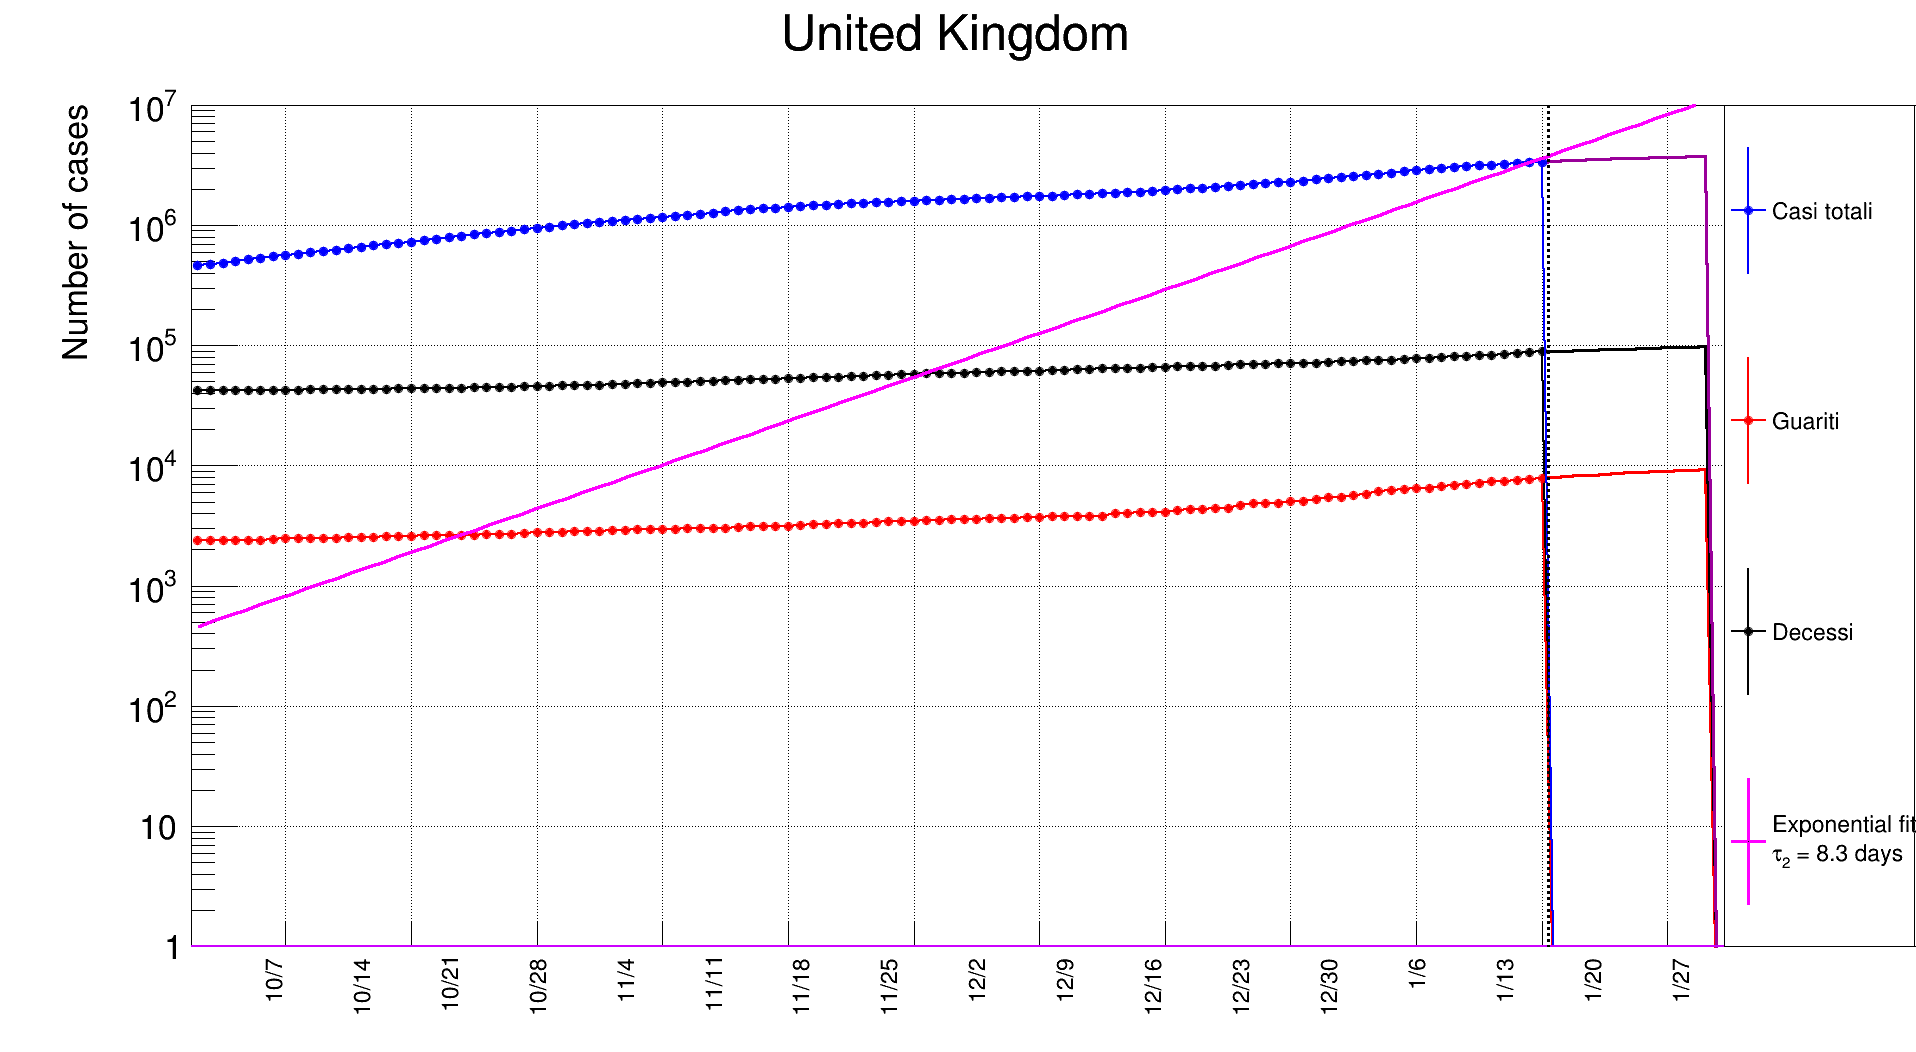 United Kingdom
Number of cases
10^7
10^6
10^5
10^4
10^3
10^2
10
1
10/7 10/14 10/21 10/28 11/4 11/11 11/18 11/25 12/2 12/9 12/16 12/23 12/30 1/6 1/13 1/20 1/27
Casi totali
Guariti
Decessi
Exponential fit
τ₂ = 8.3 days